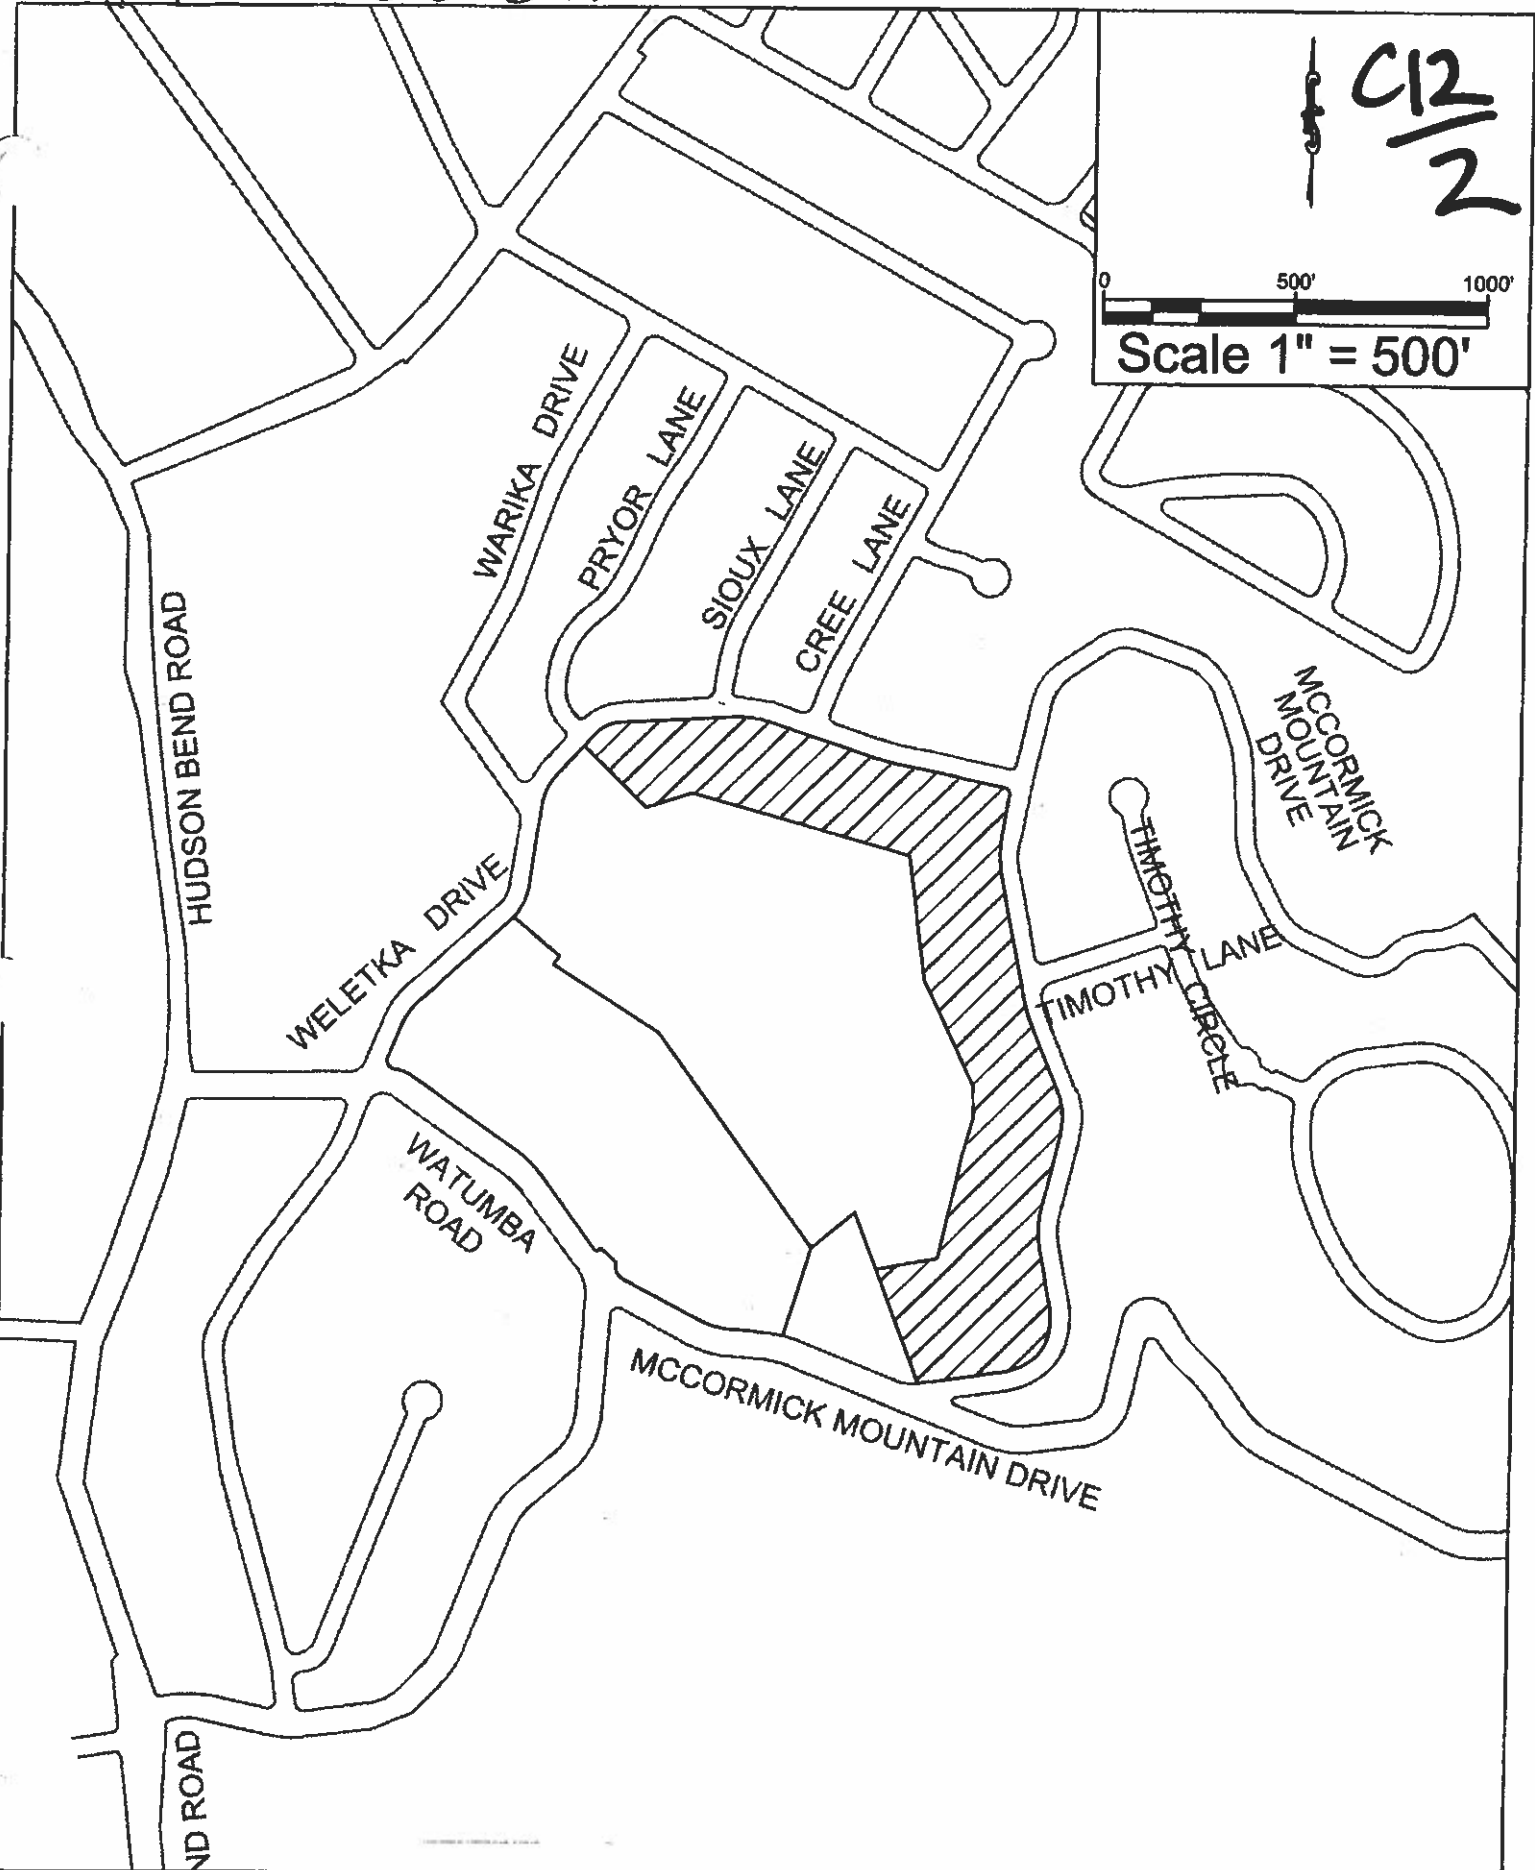 C12
2
0 500' 1000'
Scale 1" = 500'
WARIKA DRIVE
PRYOR LANE
SIOUX LANE
CREE LANE
HUDSON BEND ROAD
MCCORMICK
MOUNTAIN
DRIVE
TIMOTHY CIRCLE
TIMOTHY LANE
WELETKA DRIVE
WATUMBA
ROAD
MCCORMICK MOUNTAIN DRIVE
ND ROAD